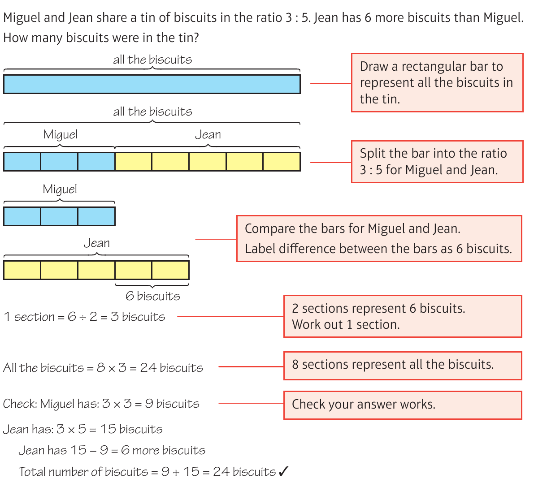 Miguel and Jean share a tin of biscuits in the ratio 3 : 5. Jean has 6 more biscuits than Miguel.
How many biscuits were in the tin?
all the biscuits
Draw a rectangular bar to
represent all the biscuits in
the tin.
all the biscuits
Miguel
Jean
Split the bar into the ratio
3 : 5 for Miguel and Jean.
Miguel
Compare the bars for Miguel and Jean.
Label difference between the bars as 6 biscuits.
Jean
6 biscuits
1 section = 6 ÷ 2 = 3 biscuits
2 sections represent 6 biscuits.
Work out 1 section.
All the biscuits = 8 × 3 = 24 biscuits
8 sections represent all the biscuits.
Check: Miguel has: 3 × 3 = 9 biscuits
Check your answer works.
Jean has: 3 × 5 = 15 biscuits
Jean has 15 – 9 = 6 more biscuits
Total number of biscuits = 9 + 15 = 24 biscuits ✓